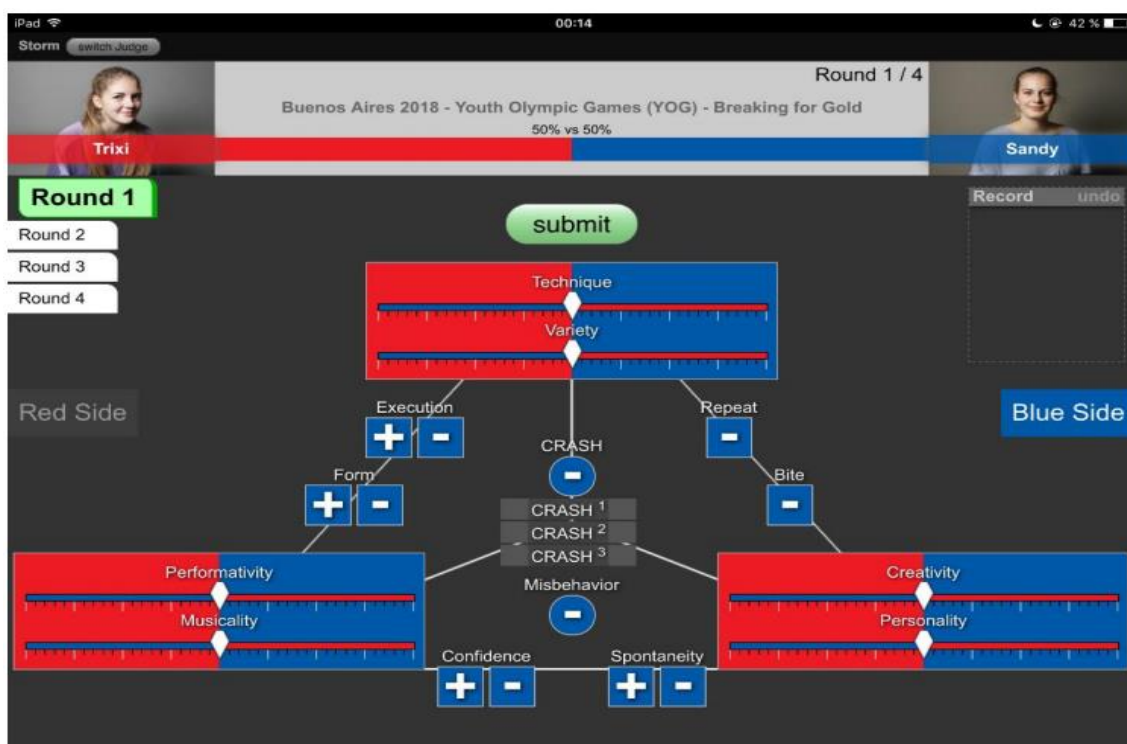 iPad 00:14 42 %
Storm switch Judge
Round 1 / 4
Buenos Aires 2018 - Youth Olympic Games (YOG) - Breaking for Gold
50% vs 50%
Trixi Sandy
Round 1
Round 2
Round 3
Round 4
submit
Record undo
Technique
Variety
Red Side
Blue Side
Execution
+ -
Repeat
-
CRASH
-
Form
+ -
Bite
-
CRASH 1
CRASH 2
CRASH 3
Misbehavior
-
Performativity
Musicality
Creativity
Personality
Confidence
+ -
Spontaneity
+ -